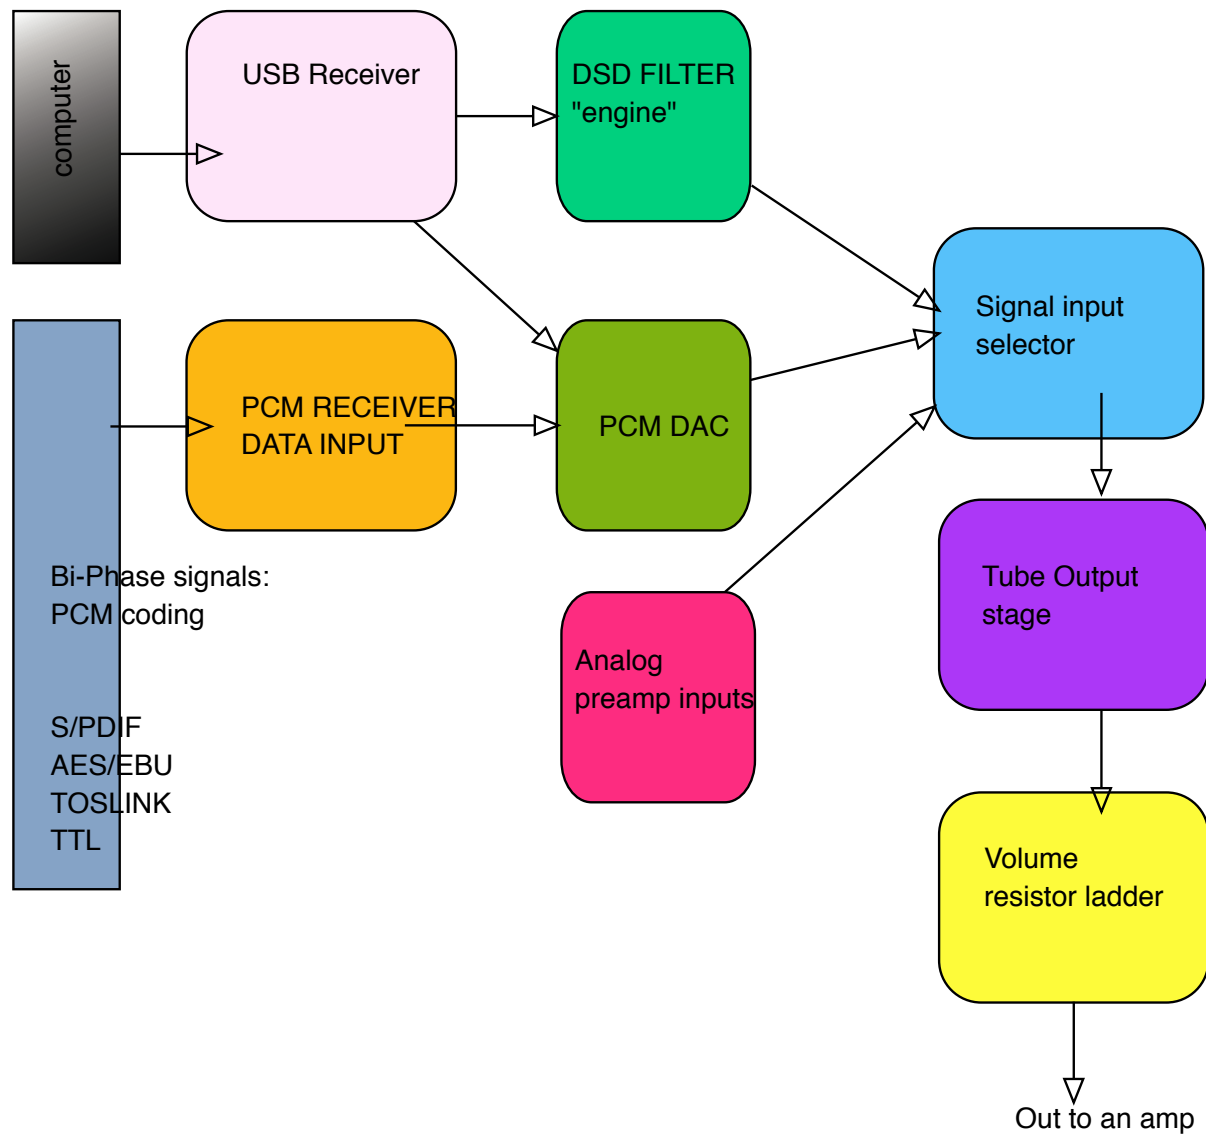 computer
USB Receiver
DSD FILTER
"engine"
Signal input
selector
PCM RECEIVER
DATA INPUT
PCM DAC
Bi-Phase signals:
PCM coding
S/PDIF
AES/EBU
TOSLINK
TTL
Analog
preamp inputs
Tube Output
stage
Volume
resistor ladder
Out to an amp